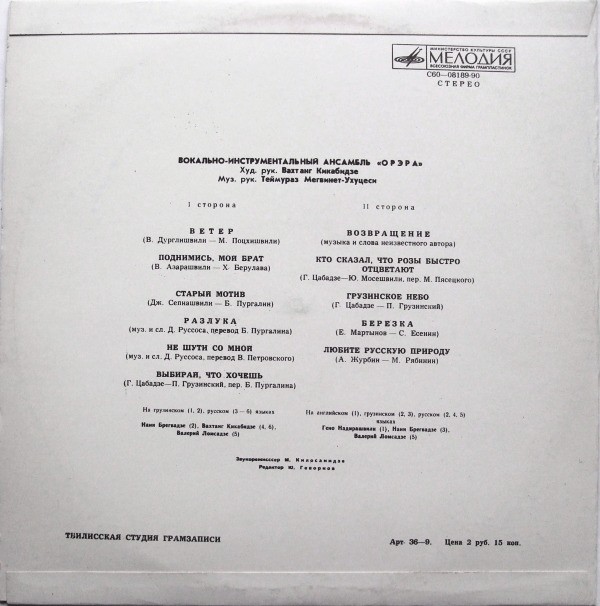 МИНИСТЕРСТВО КУЛЬТУРЫ СССР
МЕЛОДИЯ
ВСЕСОЮЗНАЯ ФИРМА ГРАМПЛАСТИНОК
С60—08189-90
СТЕРЕО
ВОКАЛЬНО-ИНСТРУМЕНТАЛЬНЫЙ АНСАМБЛЬ «ОРЭРА»
Худ. рук. Вахтанг Кикабидзе
Муз. рук. Теймураз Мегвинет-Ухуцеси
I сторона
ВЕТЕР
(В. Дурглишвили — М. Поцхишвили)
ПОДНИМИСЬ, МОЙ БРАТ
(В. Азарашвили — Х. Берулава)
СТАРЫЙ МОТИВ
(Дж. Сепиашвили — Б. Пургалин)
РАЗЛУКА
(муз. и сл. Д. Руссоса, перевод Б. Пургалина)
НЕ ШУТИ СО МНОЙ
(муз. и сл. Д. Руссоса, перевод В. Петровского)
ВЫБИРАЙ, ЧТО ХОЧЕШЬ
(Г. Цабадзе—П. Грузинский, пер. Б. Пургалина)
На грузинском (1, 2), русском (3 — 6) языках
Нани Брегвадзе (2), Вахтанг Кикабидзе (4, 6),
Валерий Ломсадзе (5)
II сторона
ВОЗВРАЩЕНИЕ
(музыка и слова неизвестного автора)
КТО СКАЗАЛ, ЧТО РОЗЫ БЫСТРО
ОТЦВЕТАЮТ
(Г. Цабадзе—Ю. Мосешвили, пер. М. Пясецкого)
ГРУЗИНСКОЕ НЕБО
(Г. Цабадзе — П. Грузинский)
БЕРЕЗКА
(Е. Мартынов — С. Есенин)
ЛЮБИТЕ РУССКУЮ ПРИРОДУ
(А. Журбин — М. Рябинин)
На английском (1), грузинском (2, 3), русском (2, 4, 5)
языках
Гено Надирашвили (1), Нани Брегвадзе (3),
Валерий Ломсадзе (5)
Звукорежиссер М. Килосанидзе
Редактор Ю. Говорков
ТБИЛИССКАЯ СТУДИЯ ГРАМЗАПИСИ
Арт 36—9. Цена 2 руб. 15 коп.